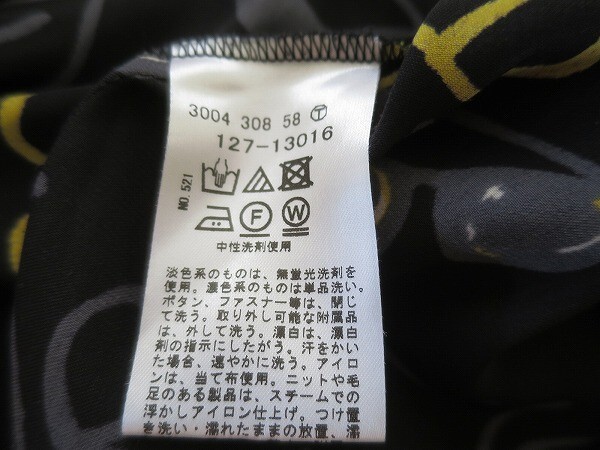 3004 308 58 Ⓣ
127-13016
NO.521
F W
中性洗剤使用
淡色系のものは、無蛍光洗剤を
使用。濃色系のものは単品洗い。
ボタン、ファスナー等は、閉じ
て洗う。取り外し可能な附属品
は、外して洗う。漂白は、漂白
剤の指示にしたがう。汗をかい
た場合、速やかに洗う。アイロ
ンは、当て布使用。ニットや毛
足のある製品は、スチームでの
浮かしアイロン仕上げ。つけ置
き洗い・濡れたままの放置、濡